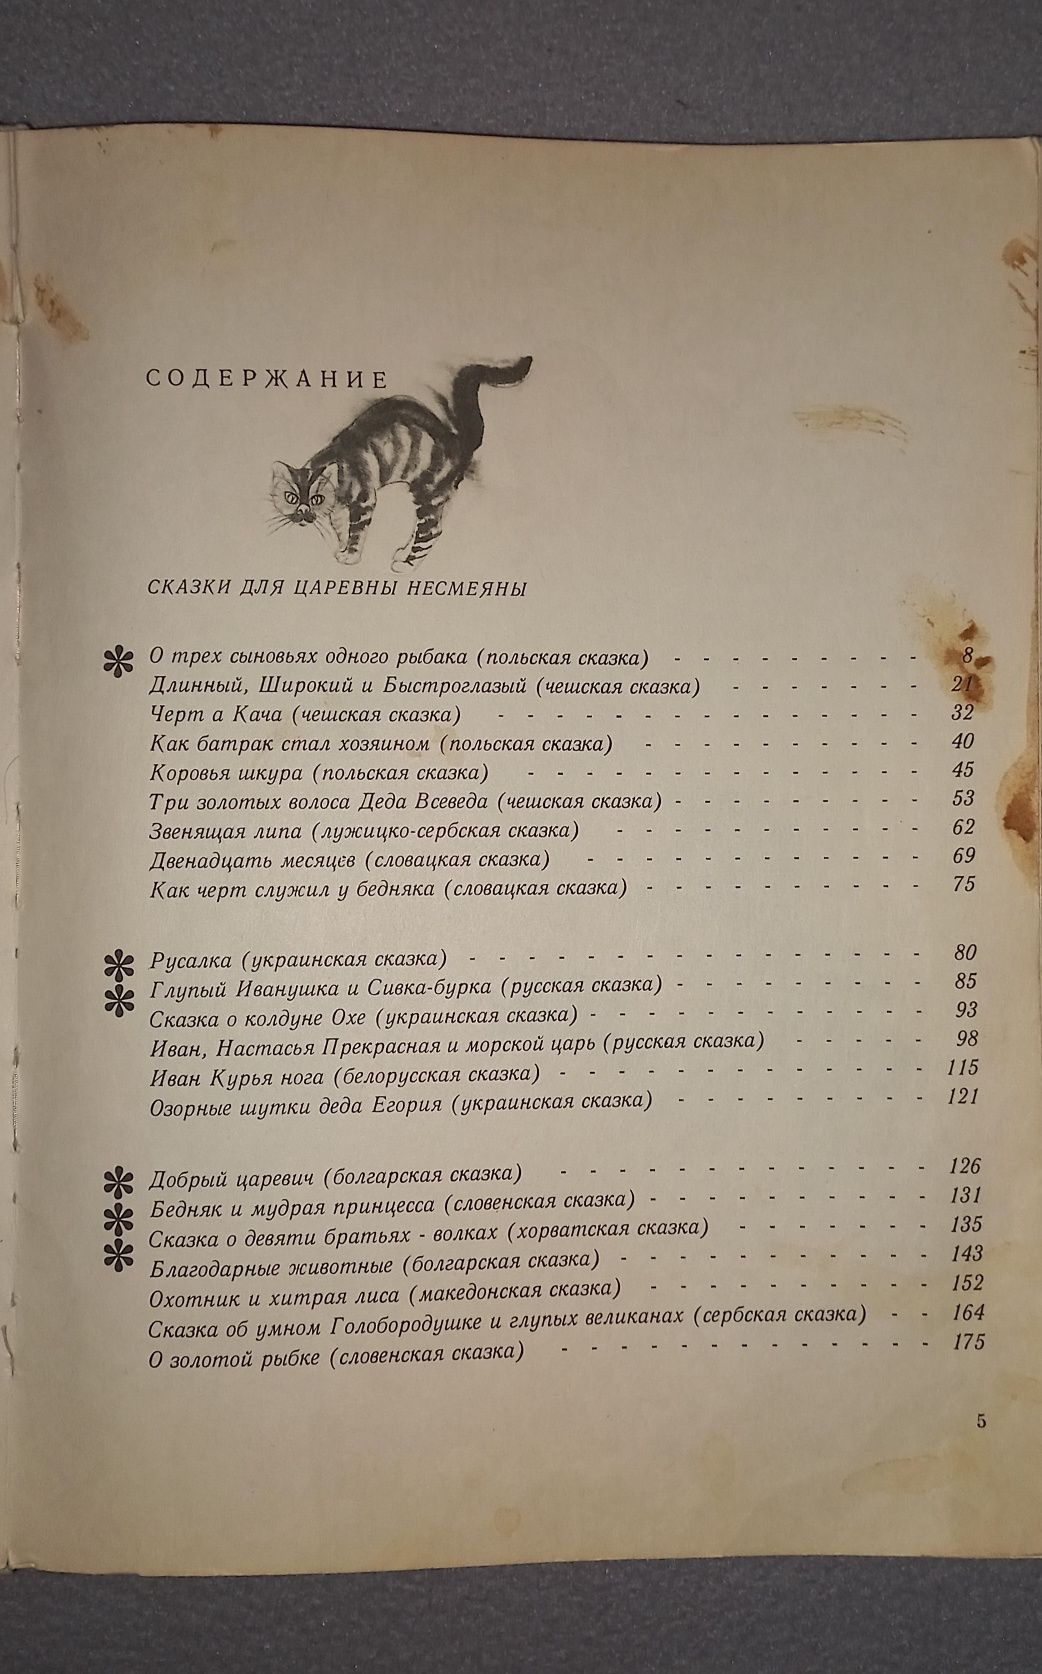 СОДЕРЖАНИЕ
СКАЗКИ ДЛЯ ЦАРЕВНЫ НЕСМЕЯНЫ
О трех сыновьях одного рыбака (польская сказка) - - - - - - - - - 8
Длинный, Широкий и Быстроглазый (чешская сказка) - - - - - - - 21
Черт а Кача (чешская сказка) - - - - - - - - - - - - - - - 32
Как батрак стал хозяином (польская сказка) - - - - - - - - - - 40
Коровья шкура (польская сказка) - - - - - - - - - - - - - - 45
Три золотых волоса Деда Всеведа (чешская сказка) - - - - - - - - - 53
Звенящая липа (лужицко-сербская сказка) - - - - - - - - - - - 62
Двенадцать месяцев (словацкая сказка) - - - - - - - - - - - - 69
Как черт служил у бедняка (словацкая сказка) - - - - - - - - - - 75
Русалка (украинская сказка) - - - - - - - - - - - - - - - - 80
Глупый Иванушка и Сивка-бурка (русская сказка) - - - - - - - - - 85
Сказка о колдуне Охе (украинская сказка) - - - - - - - - - - - - 93
Иван, Настасья Прекрасная и морской царь (русская сказка) - - - - - 98
Иван Курья нога (белорусская сказка) - - - - - - - - - - - - - 115
Озорные шутки деда Егория (украинская сказка) - - - - - - - - - 121
Добрый царевич (болгарская сказка) - - - - - - - - - - - - - 126
Бедняк и мудрая принцесса (словенская сказка) - - - - - - - - - - 131
Сказка о девяти братьях - волках (хорватская сказка) - - - - - - - 135
Благодарные животные (болгарская сказка) - - - - - - - - - - - 143
Охотник и хитрая лиса (македонская сказка) - - - - - - - - - - 152
Сказка об умном Голобородушке и глупых великанах (сербская сказка) - - 164
О золотой рыбке (словенская сказка) - - - - - - - - - - - - - 175
5